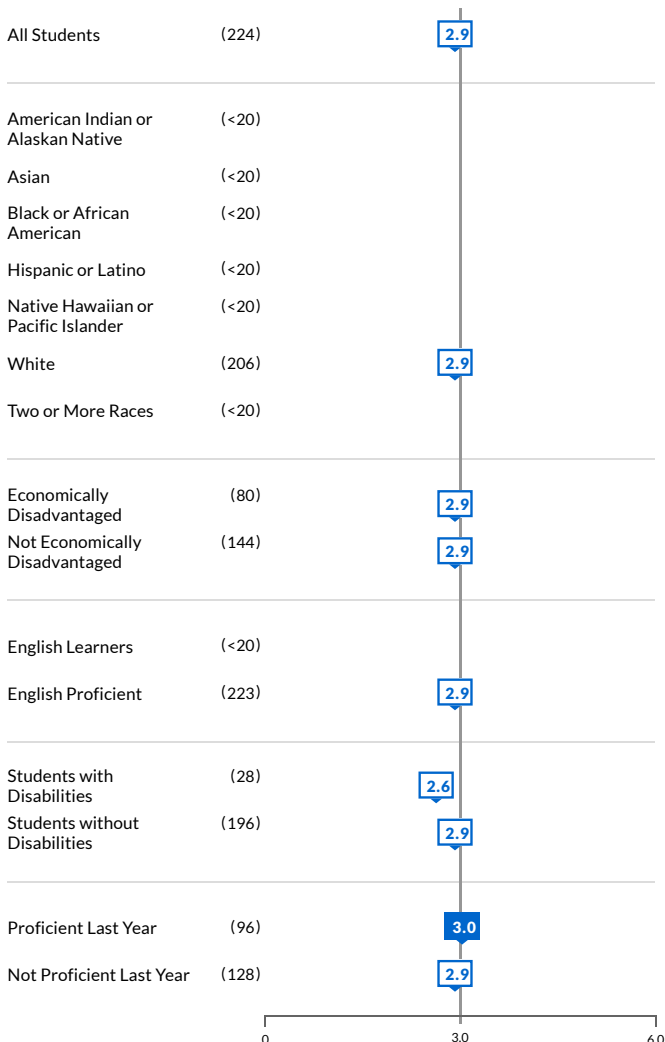 All Students (224) 2.9
American Indian or (<20)
Alaskan Native
Asian (<20)
Black or African (<20)
American
Hispanic or Latino (<20)
Native Hawaiian or (<20)
Pacific Islander
White (206) 2.9
Two or More Races (<20)
Economically (80) 2.9
Disadvantaged
Not Economically (144) 2.9
Disadvantaged
English Learners (<20)
English Proficient (223) 2.9
Students with (28) 2.6
Disabilities
Students without (196) 2.9
Disabilities
Proficient Last Year (96) 3.0
Not Proficient Last Year (128) 2.9
0 3.0 6.0